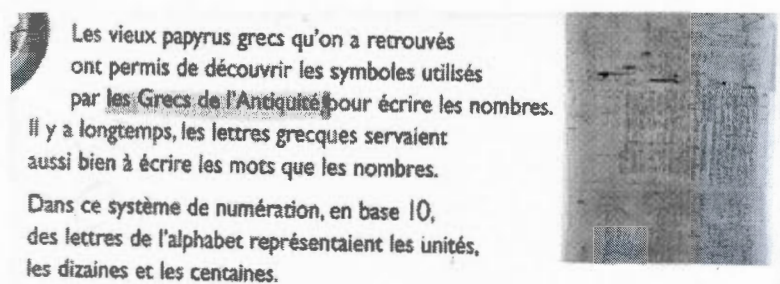 Les vieux papyrus grecs qu'on a retrouvés
ont permis de découvrir les symboles utilisés
par les Grecs de l'Antiquité pour écrire les nombres.
Il y a longtemps, les lettres grecques servaient
aussi bien à écrire les mots que les nombres.
Dans ce système de numération, en base 10,
des lettres de l'alphabet représentaient les unités,
les dizaines et les centaines.